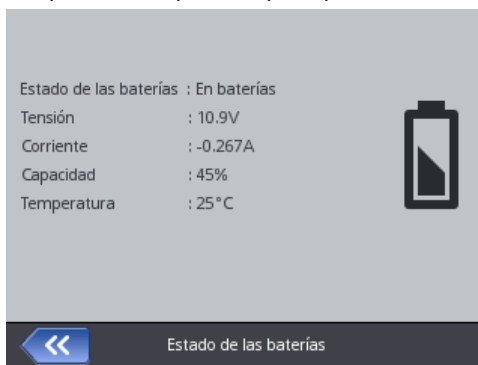 Estado de las baterías : En baterías
Tensión : 10.9V
Corriente : -0.267A
Capacidad : 45%
Temperatura : 25°C
Estado de las baterías